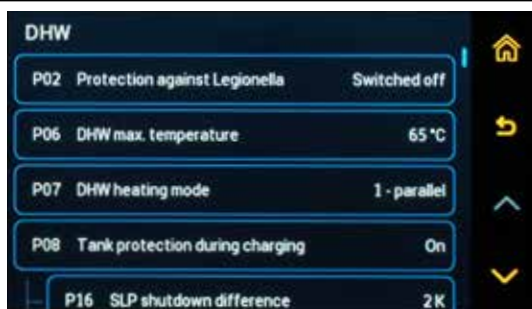 DHW
P02 Protection against Legionella Switched off
P06 DHW max. temperature 65°C
P07 DHW heating mode 1 - parallel
P08 Tank protection during charging On
P16 SLP shutdown difference 2 K